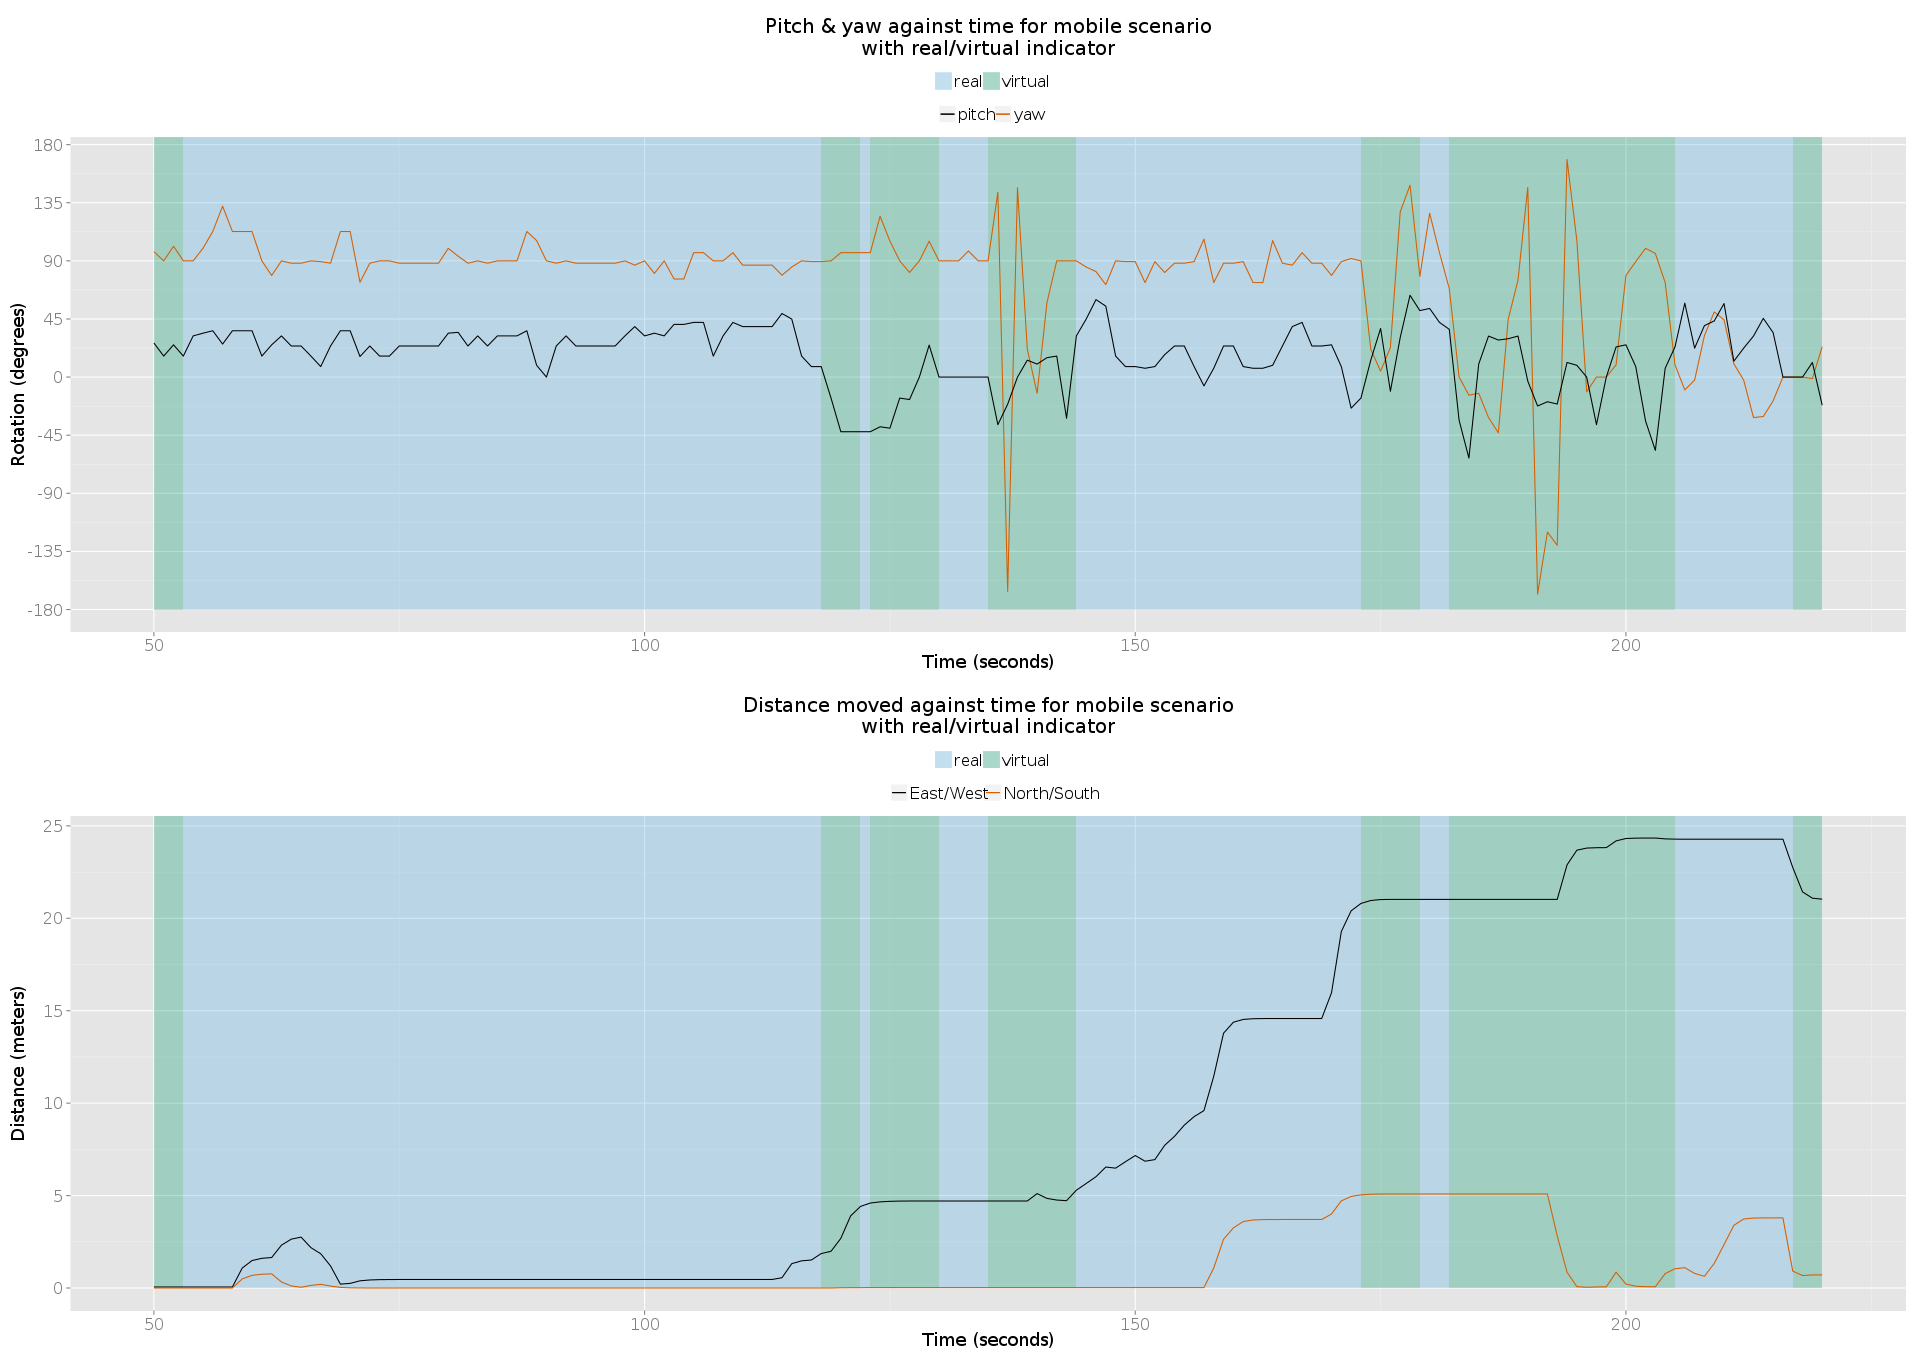 Pitch & yaw against time for mobile scenario
with real/virtual indicator
real virtual
pitch yaw
Rotation (degrees)
180
135
90
45
0
-45
-90
-135
-180
50 100 150 200
Time (seconds)
Distance moved against time for mobile scenario
with real/virtual indicator
real virtual
East/West North/South
Distance (meters)
25
20
15
10
5
0
50 100 150 200
Time (seconds)